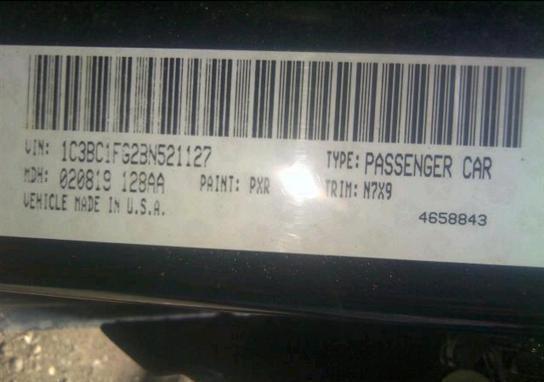 VIN: 1C3BC1FG2BN521127 TYPE: PASSENGER CAR
MDH: 020819 128AA PAINT: PXR TRIM: N7X9
VEHICLE MADE IN U.S.A.
4658843